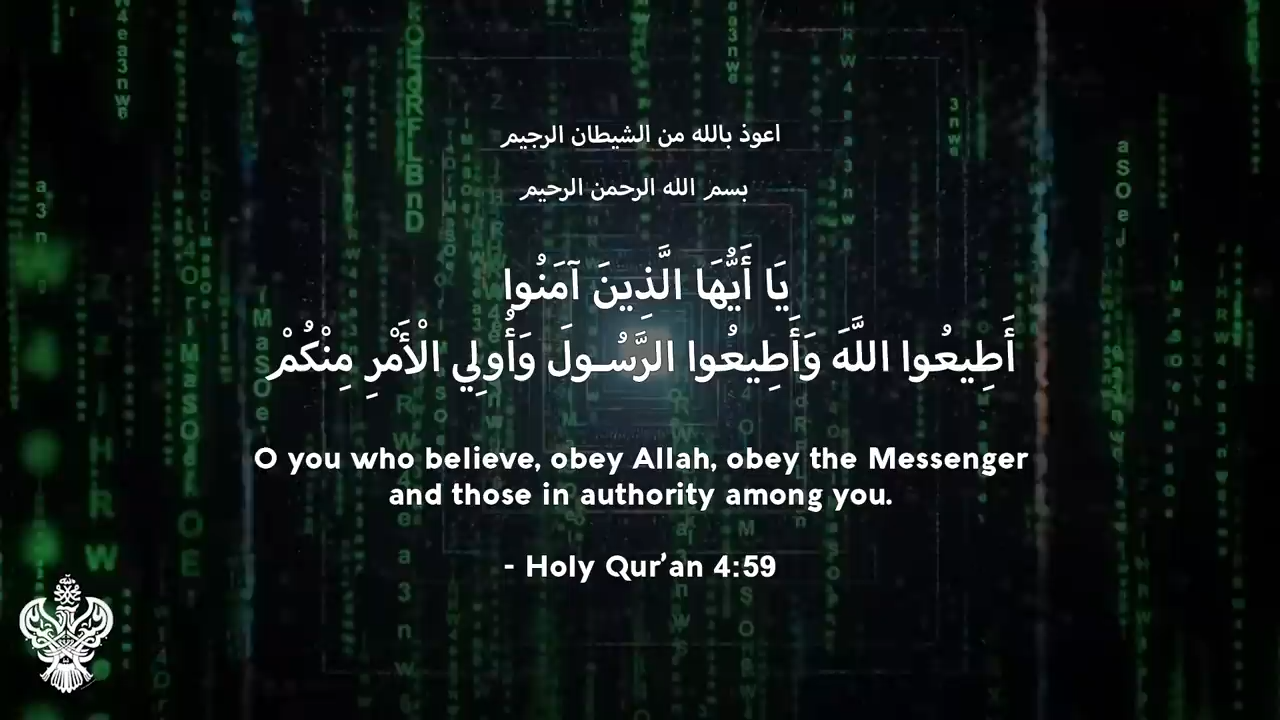 اعوذ بالله من الشيطان الرجيم
بسم الله الرحمن الرحيم
يَا أَيُّهَا الَّذِينَ آمَنُوا
أَطِيعُوا اللَّهَ وَأَطِيعُوا الرَّسُـولَ وَأُولِي الْأَمْرِ مِنْكُمْ
O you who believe, obey Allah, obey the Messenger
and those in authority among you.
- Holy Qur'an 4:59